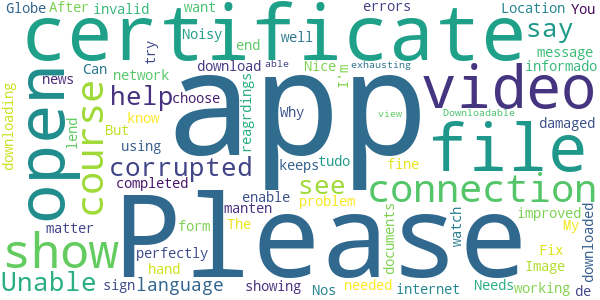 Globe After invalid want errors Location You
certificate
Noisy try end well say
Can download able Nice exhausting message informado
news network I'm
open course help choose app video
downloading lend But know using Why reagrdings keeps tudo view Downloadable file damaged
corrupted fine
completed see connection
enable problem
manten The form
Please
documents watch improved downloaded
show matter perfectly My
hand Fix
Image
Unable sign language showing Nos needed internet Needs working de